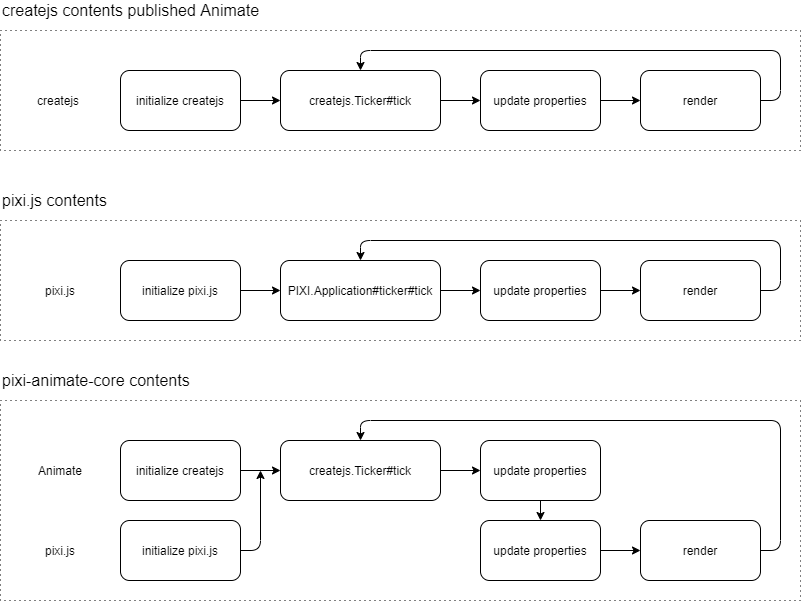 createjs contents published Animate
createjs
initialize createjs
createjs.Ticker#tick
update properties
render
pixi.js contents
pixi.js
initialize pixi.js
PIXI.Application#ticker#tick
update properties
render
pixi-animate-core contents
Animate
initialize createjs
createjs.Ticker#tick
update properties
pixi.js
initialize pixi.js
update properties
render